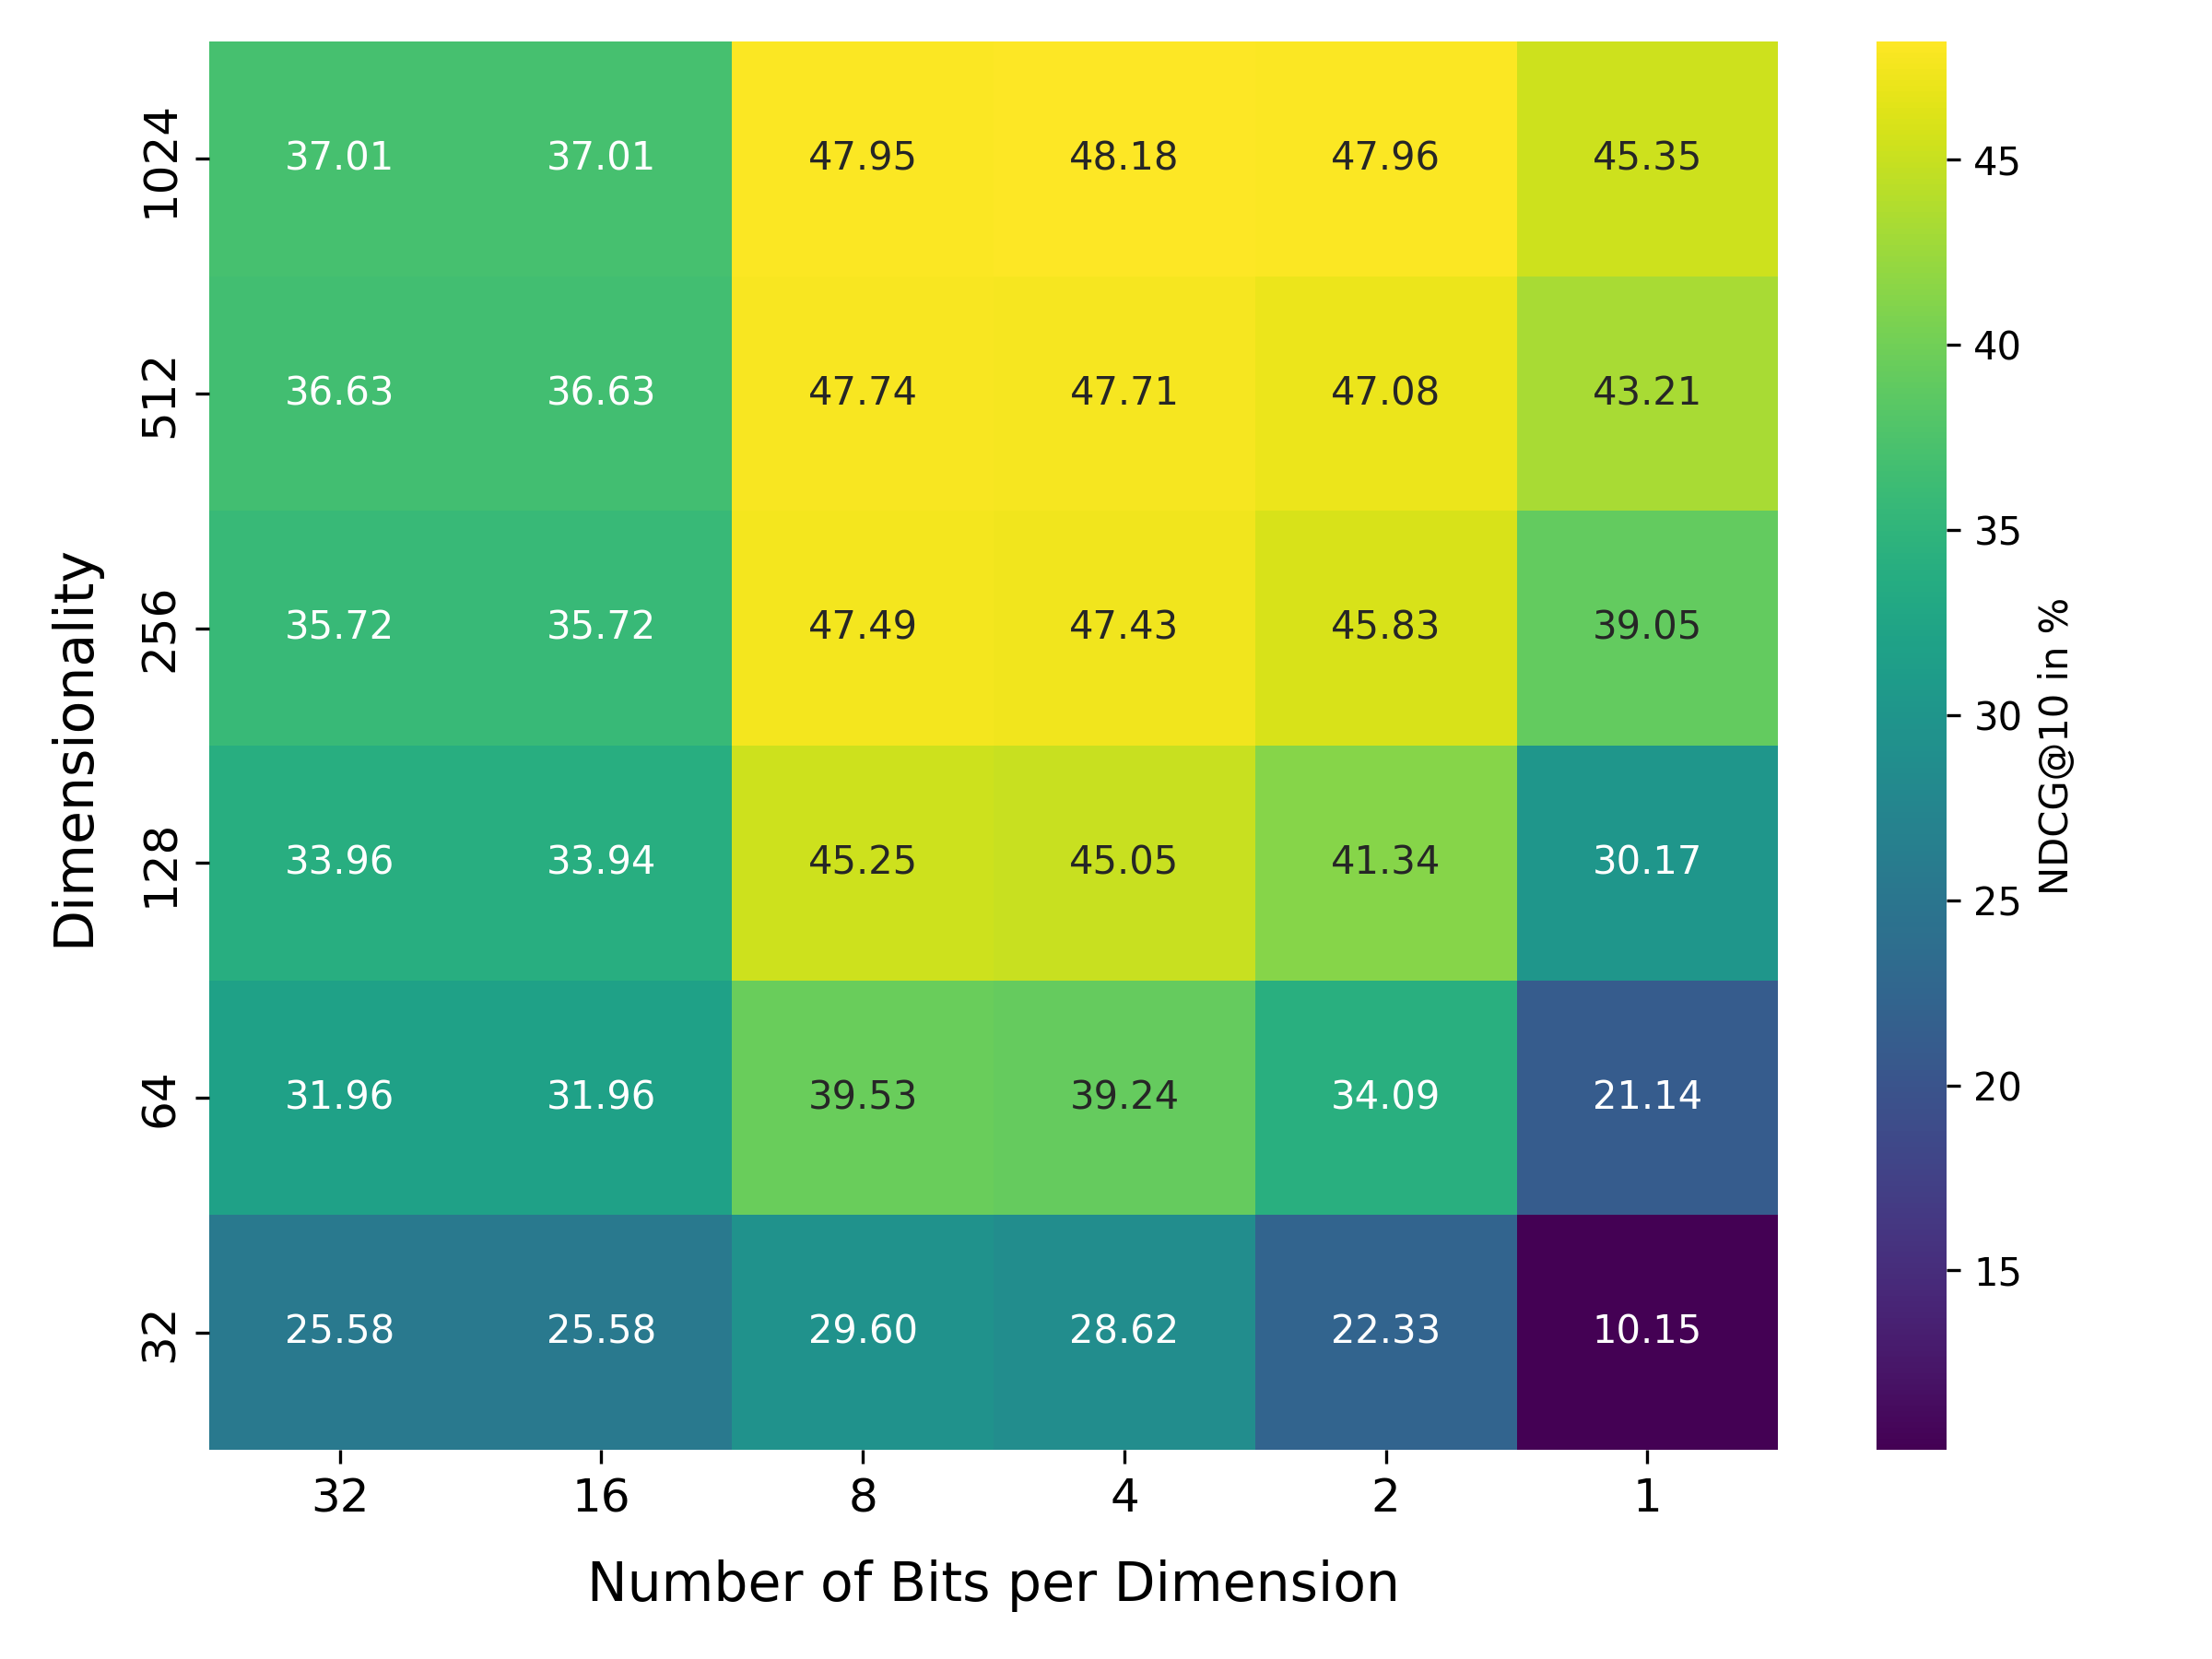 1024 37.01 37.01 47.95 48.18 47.96 45.35
512 36.63 36.63 47.74 47.71 47.08 43.21
256 35.72 35.72 47.49 47.43 45.83 39.05
128 33.96 33.94 45.25 45.05 41.34 30.17
64 31.96 31.96 39.53 39.24 34.09 21.14
32 25.58 25.58 29.60 28.62 22.33 10.15
32 16 8 4 2 1
Number of Bits per Dimension
Dimensionality
45
40
35
30
25
20
15
NDCG@10 in %